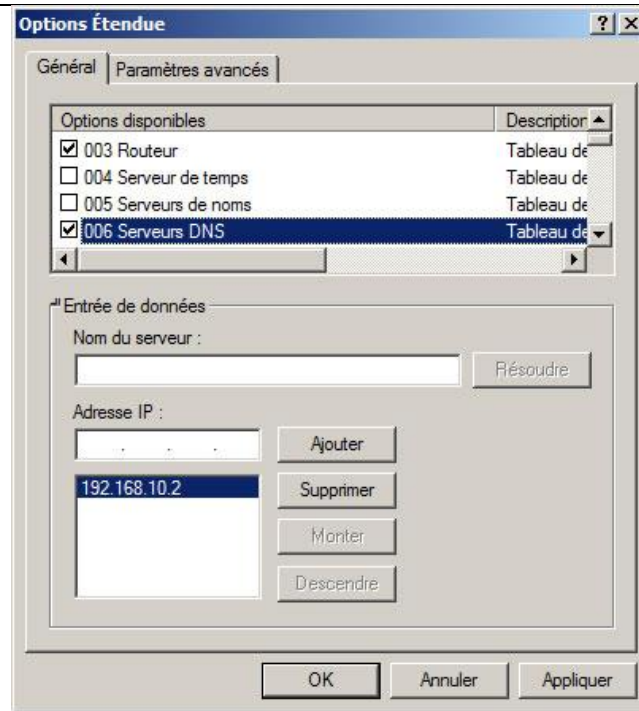 Options Étendue
Général Paramètres avancés
Options disponibles Description
003 Routeur Tableau de
004 Serveur de temps Tableau de
005 Serveurs de noms Tableau de
006 Serveurs DNS Tableau de
Entrée de données
Nom du serveur :
Résoudre
Adresse IP :
Ajouter
192.168.10.2 Supprimer
Monter
Descendre
OK Annuler Appliquer